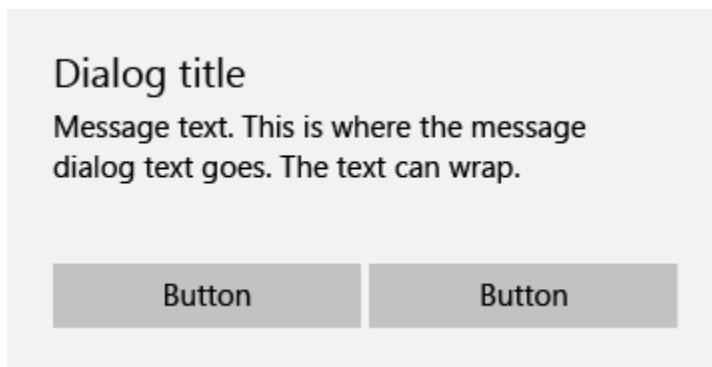 Dialog title
Message text. This is where the message
dialog text goes. The text can wrap.
Button Button